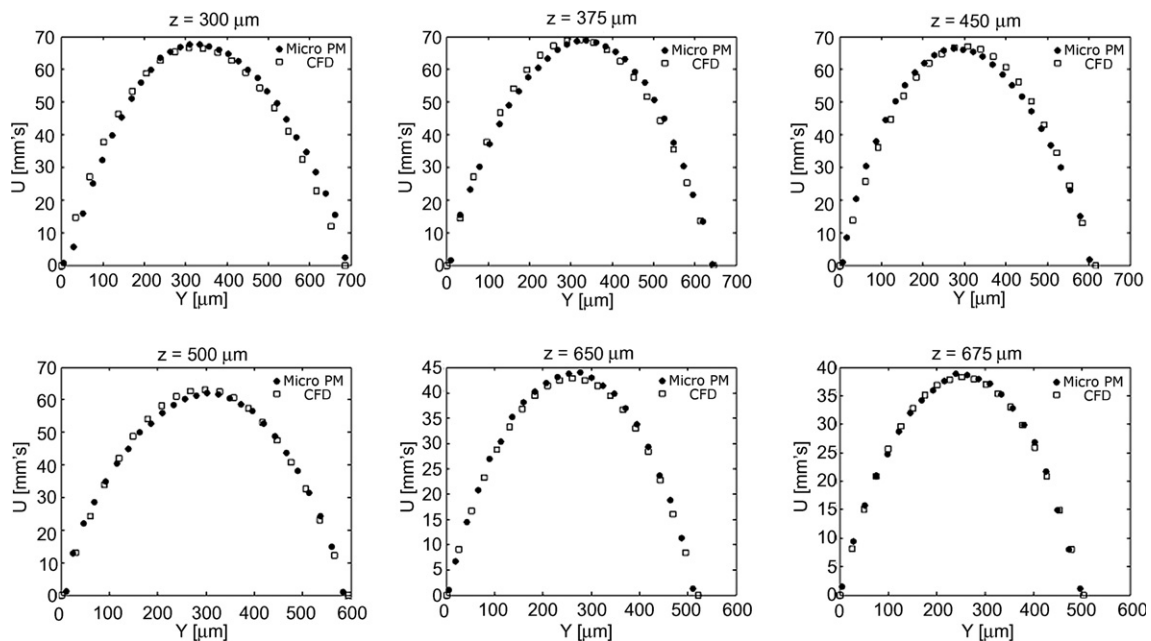 z = 300 μm
Micro PM
CFD
U [mm's]
70
60
50
40
30
20
10
0
0 100 200 300 400 500 600 700
Y [μm]
z = 375 μm
Micro PM
CFD
U [mm's]
70
60
50
40
30
20
10
0
0 100 200 300 400 500 600 700
Y [μm]
z = 450 μm
Micro PM
CFD
U [mm's]
70
60
50
40
30
20
10
0
0 100 200 300 400 500 600 700
Y [μm]
z = 500 μm
Micro PM
CFD
U [mm's]
70
60
50
40
30
20
10
0
0 100 200 300 400 500 600
Y [μm]
z = 650 μm
Micro PM
CFD
U [mm's]
45
40
35
30
25
20
15
10
5
0
0 100 200 300 400 500 600
Y [μm]
z = 675 μm
Micro PM
CFD
U [mm's]
40
35
30
25
20
15
10
5
0
0 100 200 300 400 500 600
Y [μm]